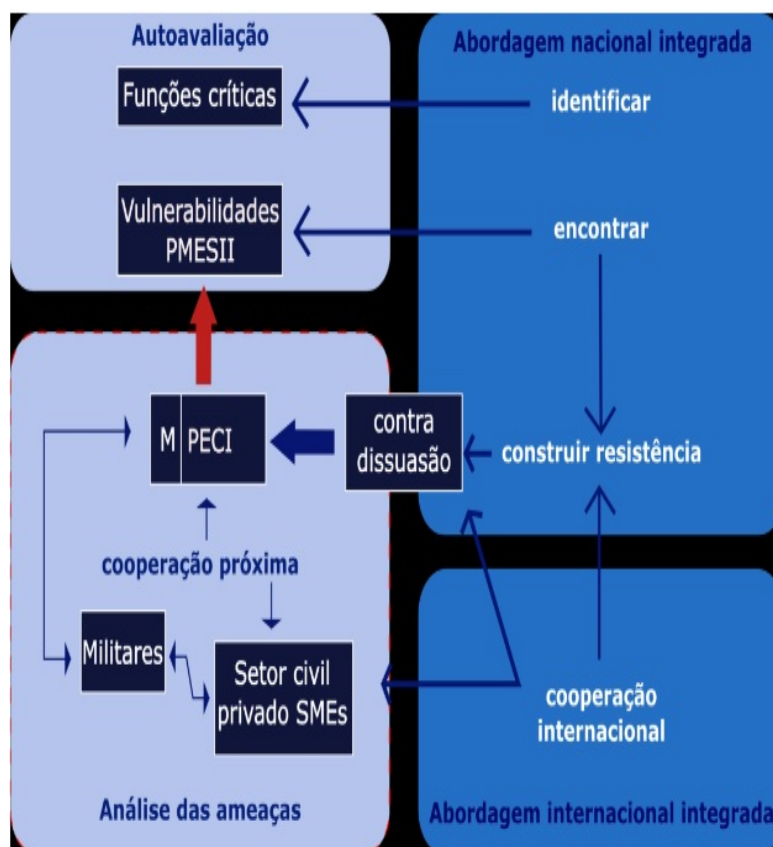 Autoavaliação
Funções críticas
Vulnerabilidades
PMESII
Abordagem nacional integrada
identificar
encontrar
construir resistência
contra
dissuasão
M PECI
cooperação próxima
Militares
Setor civil
privado SMEs
Análise das ameaças
cooperação
internacional
Abordagem internacional integrada